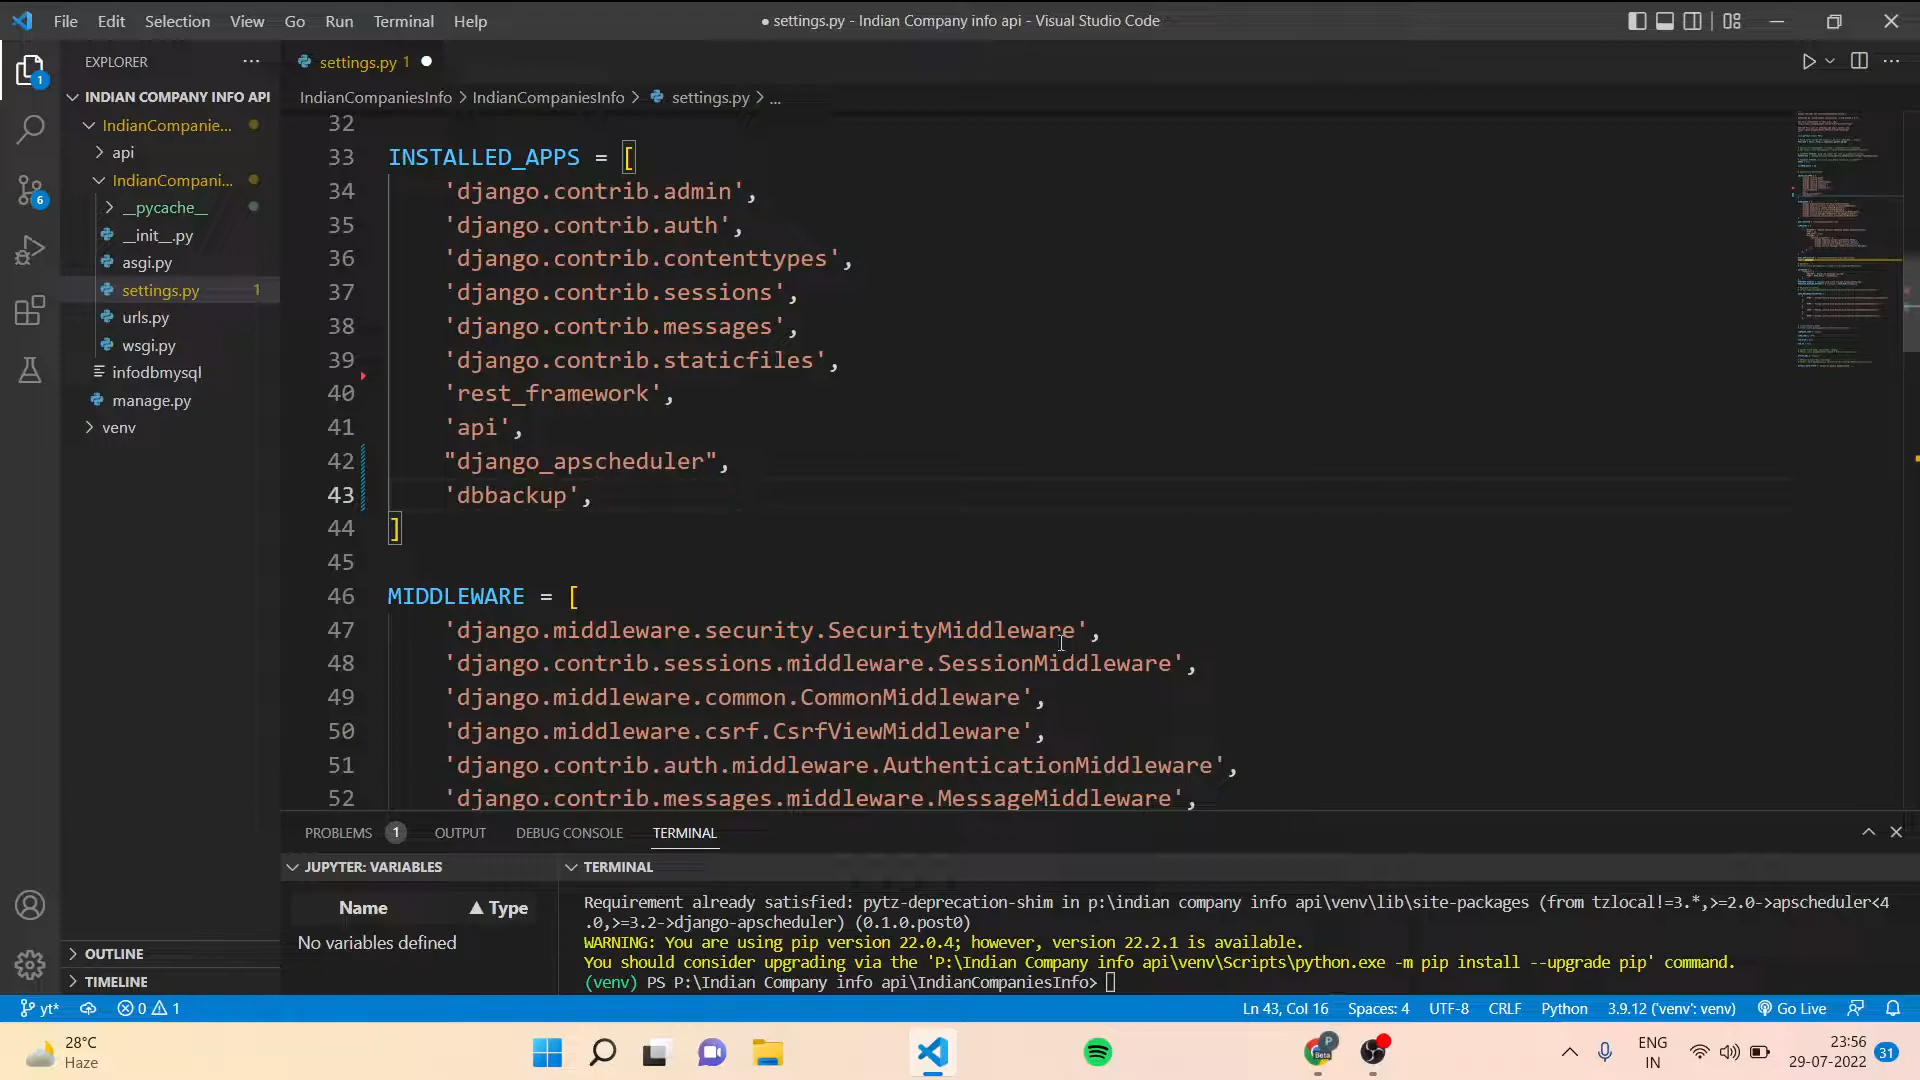 File Edit Selection View Go Run Terminal Help
● settings.py - Indian Company info api - Visual Studio Code
EXPLORER
settings.py 1
INDIAN COMPANY INFO API
IndianCompaniesInfo > IndianCompaniesInfo > settings.py > ...
IndianCompanie...
api
IndianCompani...
__pycache__
__init__.py
asgi.py
settings.py 1
urls.py
wsgi.py
infodbmysql
manage.py
venv
1
6
32
33 INSTALLED_APPS = [
34 'django.contrib.admin',
35 'django.contrib.auth',
36 'django.contrib.contenttypes',
37 'django.contrib.sessions',
38 'django.contrib.messages',
39 'django.contrib.staticfiles',
40 'rest_framework',
41 'api',
42 "django_apscheduler",
43 'dbbackup',
44 ]
45
46 MIDDLEWARE = [
47 'django.middleware.security.SecurityMiddleware',
48 'django.contrib.sessions.middleware.SessionMiddleware',
49 'django.middleware.common.CommonMiddleware',
50 'django.middleware.csrf.CsrfViewMiddleware',
51 'django.contrib.auth.middleware.AuthenticationMiddleware',
52 'django.contrib.messages.middleware.MessageMiddleware',
PROBLEMS 1 OUTPUT DEBUG CONSOLE TERMINAL
JUPYTER: VARIABLES
Name Type
No variables defined
TERMINAL
Requirement already satisfied: pytz-deprecation-shim in p:\indian company info api\venv\lib\site-packages (from tzlocal!=3.*,>=2.0->apscheduler<4
.0,>=3.2->django-apscheduler) (0.1.0.post0)
WARNING: You are using pip version 22.0.4; however, version 22.2.1 is available.
You should consider upgrading via the 'P:\Indian Company info api\venv\Scripts\python.exe -m pip install --upgrade pip' command.
(venv) PS P:\Indian Company info api\IndianCompaniesInfo>
OUTLINE
TIMELINE
yt* 0 1
Ln 43, Col 16 Spaces: 4 UTF-8 CRLF Python 3.9.12 ('venv': venv) Go Live
28°C
Haze
P
Beta
ENG
IN
23:56
29-07-2022
31